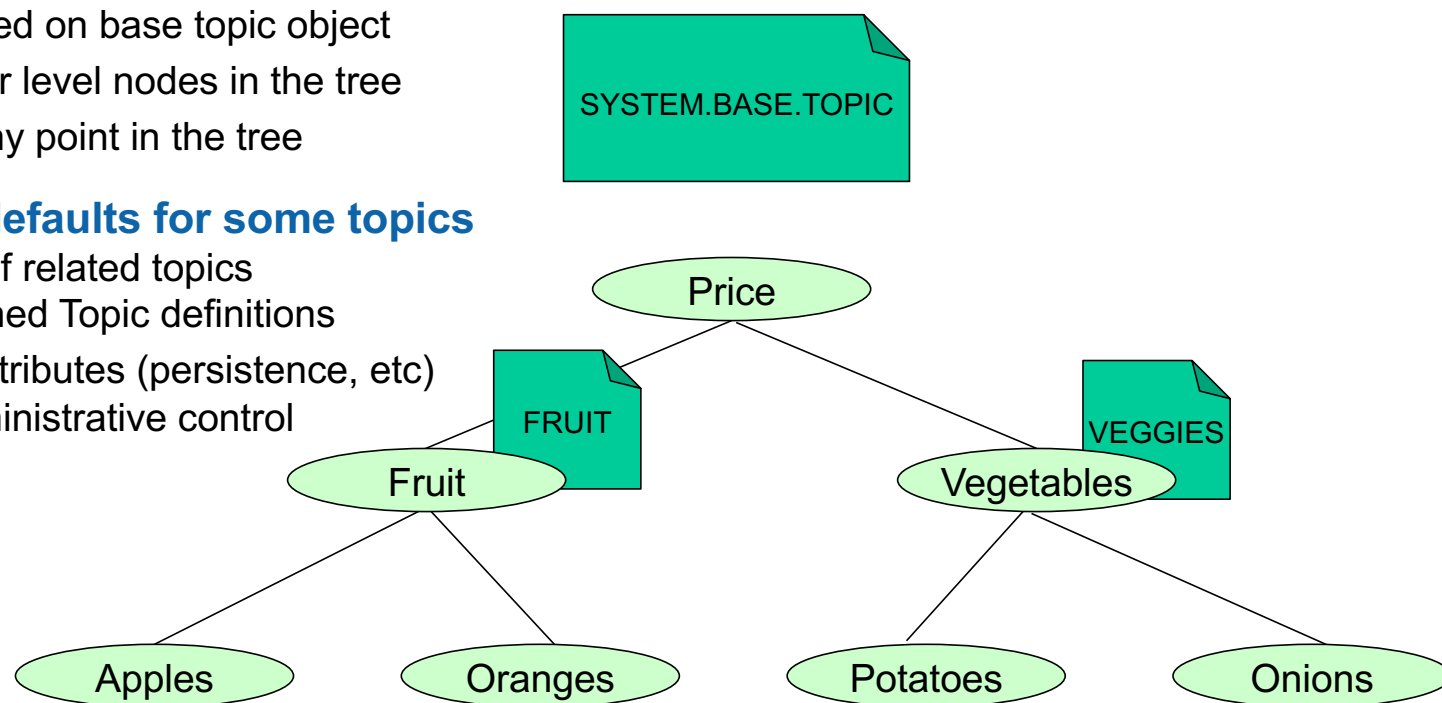 ed on base topic object
r level nodes in the tree
ny point in the tree
SYSTEM.BASE.TOPIC
defaults for some topics
f related topics
ned Topic definitions
tributes (persistence, etc)
ministrative control
Price
FRUIT
VEGGIES
Fruit
Vegetables
Apples
Oranges
Potatoes
Onions